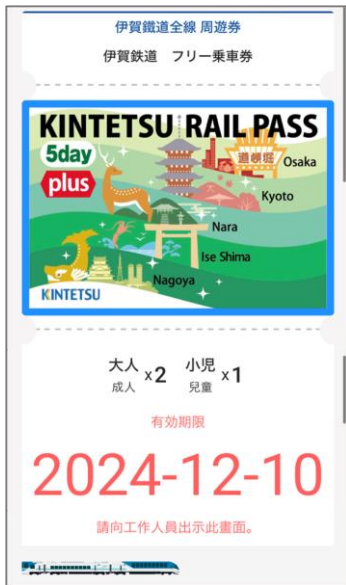 伊賀鐵道全線 周遊券
伊賀鉄道 フリー乗車券
KINTETSU RAIL PASS
5day
plus
道頓堀
Osaka
Kyoto
Nara
Ise Shima
Nagoya
KINTETSU
大人 x2 小児 x1
成人 兒童
有効期限
2024-12-10
請向工作人員出示此畫面。